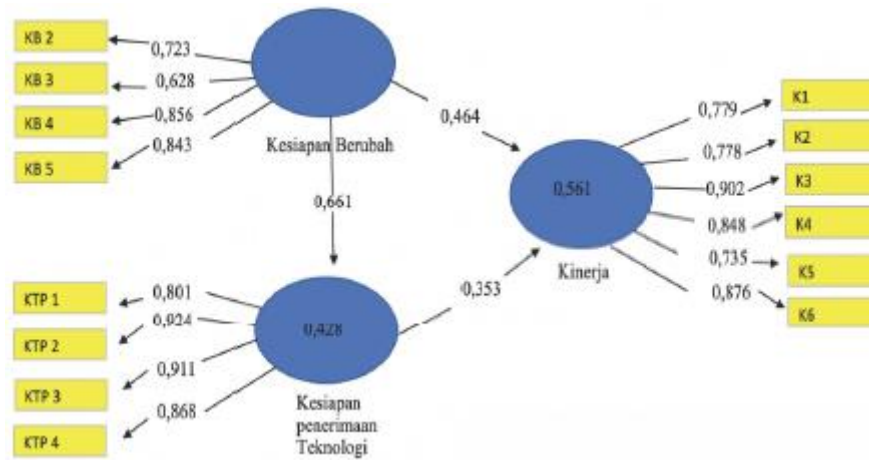 KB 2
0,723
KB 3
0,628
KB 4
0,856
KB 5
0,843
Kesiapan Berubah
0,464
0,661
KTP 1
0,801
KTP 2
0,924
KTP 3
0,911
KTP 4
0,868
0,428
Kesiapan
penerimaan
Teknologi
0,353
0,561
Kinerja
0,779
K1
0,778
K2
0,902
K3
0,848
K4
0,735
K5
0,876
K6